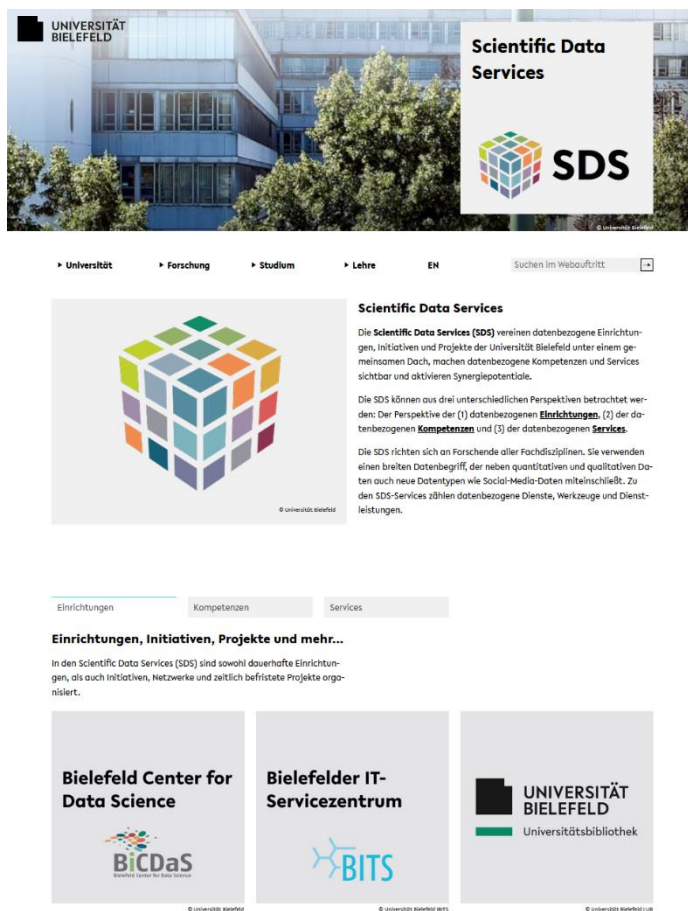 UNIVERSITÄT
BIELEFELD
Scientific Data
Services
SDS
© Universität Bielefeld
Universität
Forschung
Studium
Lehre
EN
Suchen im Webauftritt
Scientific Data Services
Die Scientific Data Services (SDS) vereinen datenbezogene Einrichtun-
gen, Initiativen und Projekte der Universität Bielefeld unter einem ge-
meinsamen Dach, machen datenbezogene Kompetenzen und Services
sichtbar und aktivieren Synergiepotentiale.
Die SDS können aus drei unterschiedlichen Perspektiven betrachtet wer-
den: Der Perspektive der (1) datenbezogenen Einrichtungen, (2) der da-
tenbezogenen Kompetenzen und (3) der datenbezogenen Services.
Die SDS richten sich an Forschende aller Fachdisziplinen. Sie verwenden
einen breiten Datenbegriff, der neben quantitativen und qualitativen Da-
ten auch neue Datentypen wie Social-Media-Daten miteinschließt. Zu
den SDS-Services zählen datenbezogene Dienste, Werkzeuge und Dienst-
leistungen.
© Universität Bielefeld
Einrichtungen
Kompetenzen
Services
Einrichtungen, Initiativen, Projekte und mehr...
In den Scientific Data Services (SDS) sind sowohl dauerhafte Einrichtun-
gen, als auch Initiativen, Netzwerke und zeitlich befristete Projekte orga-
nisiert.
Bielefeld Center for
Data Science
BiCDaS
Bielefeld Center for Data Science
© Universität Bielefeld
Bielefelder IT-
Servicezentrum
BITS
© Universität Bielefeld |BITS
UNIVERSITÄT
BIELEFELD
Universitätsbibliothek
© Universität Bielefeld | UB